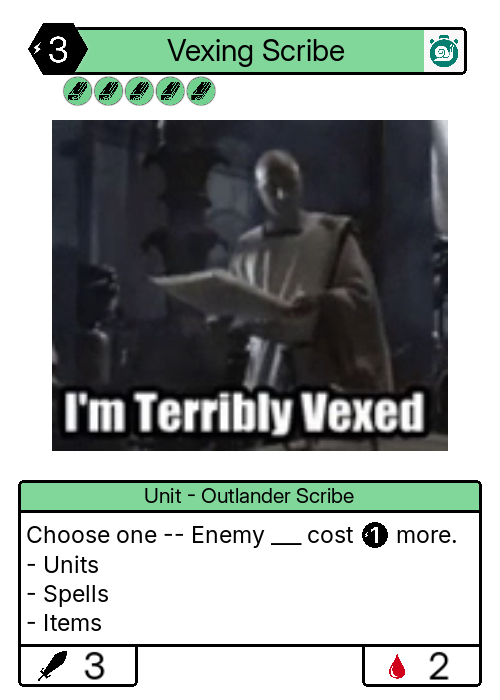 3
Vexing Scribe
I'm Terribly Vexed
Unit - Outlander Scribe
Choose one -- Enemy ___ cost 1 more.
- Units
- Spells
- Items
3
2